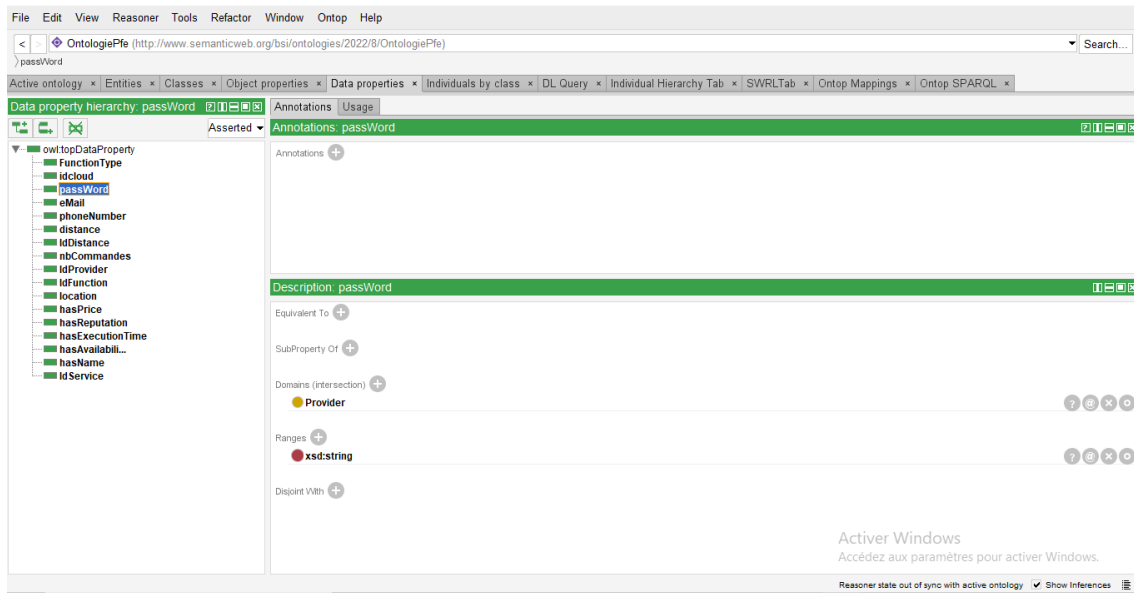 File Edit View Reasoner Tools Refactor Window Ontop Help
< > OntologiePfe (http://www.semanticweb.org/bsi/ontologies/2022/8/OntologiePfe) Search...
passWord
Active ontology × Entities × Classes × Object properties × Data properties × Individuals by class × DL Query × Individual Hierarchy Tab × SWRLTab × Ontop Mappings × Ontop SPARQL ×
Data property hierarchy: passWord
Asserted
owl:topDataProperty
FunctionType
idcloud
passWord
eMail
phoneNumber
distance
IdDistance
nbCommandes
IdProvider
IdFunction
location
hasPrice
hasReputation
hasExecutionTime
hasAvailabili...
hasName
IdService
Annotations Usage
Annotations: passWord
Annotations
Description: passWord
Equivalent To
SubProperty Of
Domains (intersection)
Provider
Ranges
xsd:string
Disjoint With
Activer Windows
Accédez aux paramètres pour activer Windows.
Reasoner state out of sync with active ontology Show Inferences